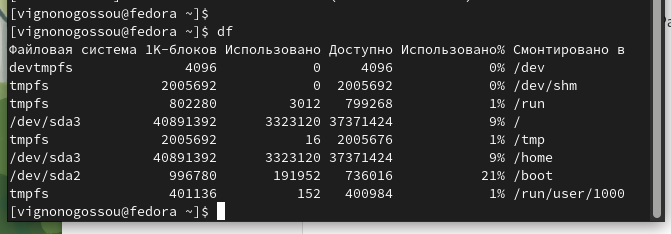 [vignonogossou@fedora ~]$
[vignonogossou@fedora ~]$ df
Файловая система 1K-блоков Использовано Доступно Использовано% Смонтировано в
devtmpfs 4096 0 4096 0% /dev
tmpfs 2005692 0 2005692 0% /dev/shm
tmpfs 802280 3012 799268 1% /run
/dev/sda3 40891392 3323120 37371424 9% /
tmpfs 2005692 16 2005676 1% /tmp
/dev/sda3 40891392 3323120 37371424 9% /home
/dev/sda2 996780 191952 736016 21% /boot
tmpfs 401136 152 400984 1% /run/user/1000
[vignonogossou@fedora ~]$